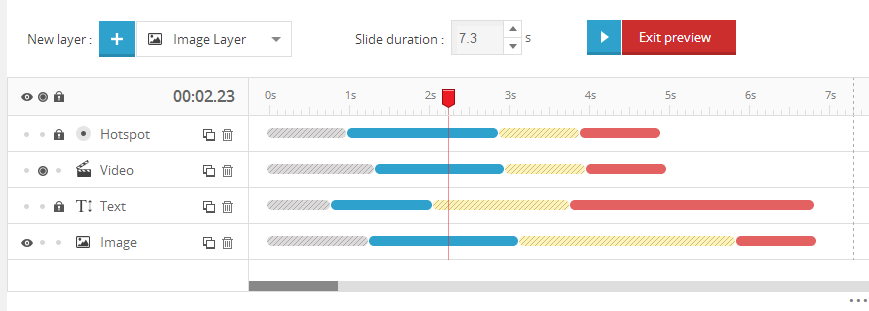 New layer : Image Layer Slide duration : 7.3 s Exit preview
00:02.23 0s 1s 2s 3s 4s 5s 6s 7s
Hotspot
Video
Text
Image